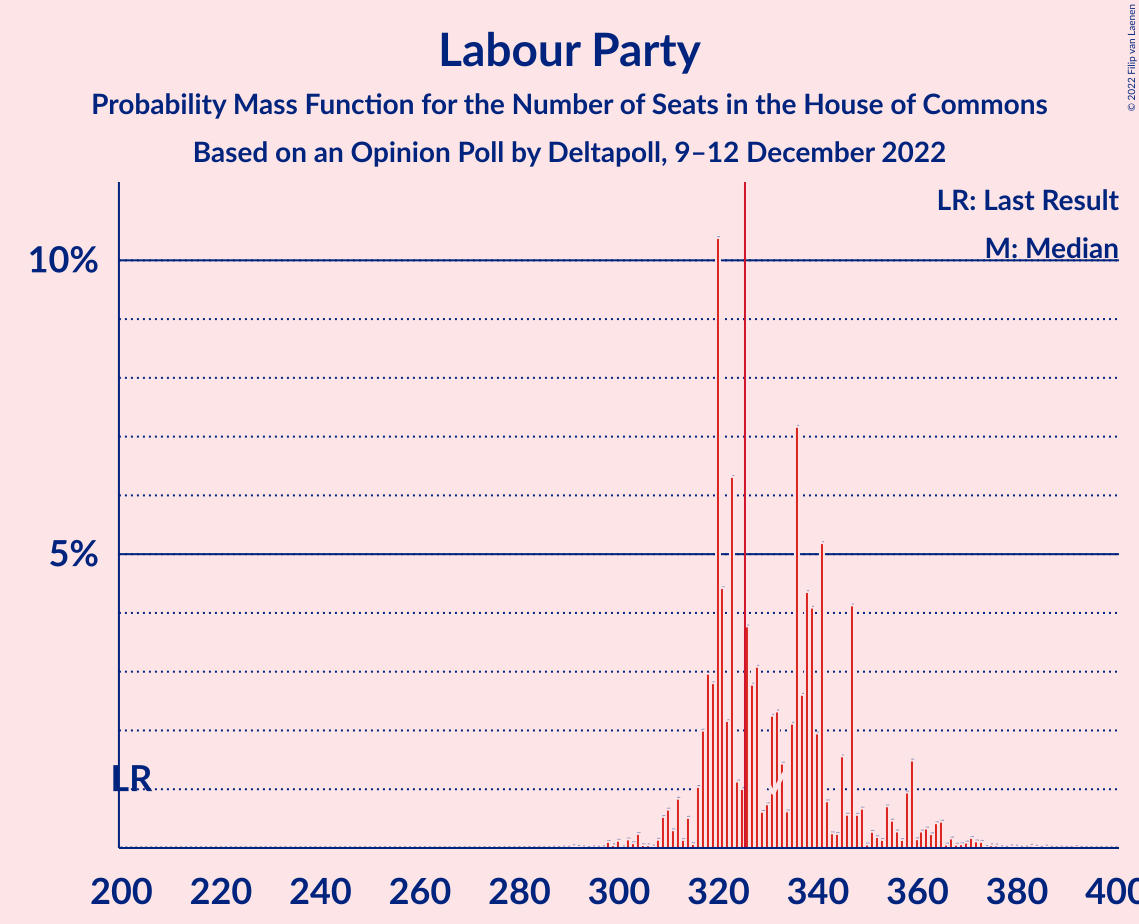 Labour Party
Probability Mass Function for the Number of Seats in the House of Commons
Based on an Opinion Poll by Deltapoll, 9–12 December 2022
© 2022 Filip van Laenen
LR: Last Result
M: Median
10%
5%
LR
200 220 240 260 280 300 320 340 360 380 400